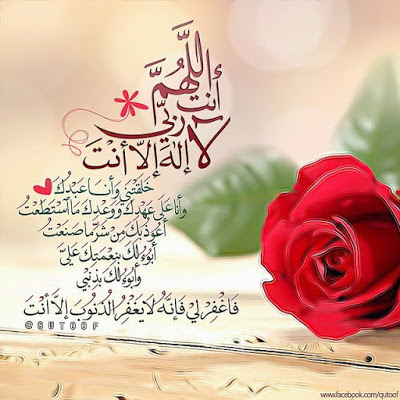 اللَّهُمَّ
أنت
ربّي
لا إله إلا أنت
خلقتني وأنا عبدك
وأنا على عهدك ووعدك ما استطعت
أعوذ بك من شر ما صنعت
أبوء لك بنعمتك علي
وأبوء لك بذنبي
فاغفر لي فإنه لا يغفر الذنوب إلا أنت
@QUTOOF
www.facebook.com/qutoof